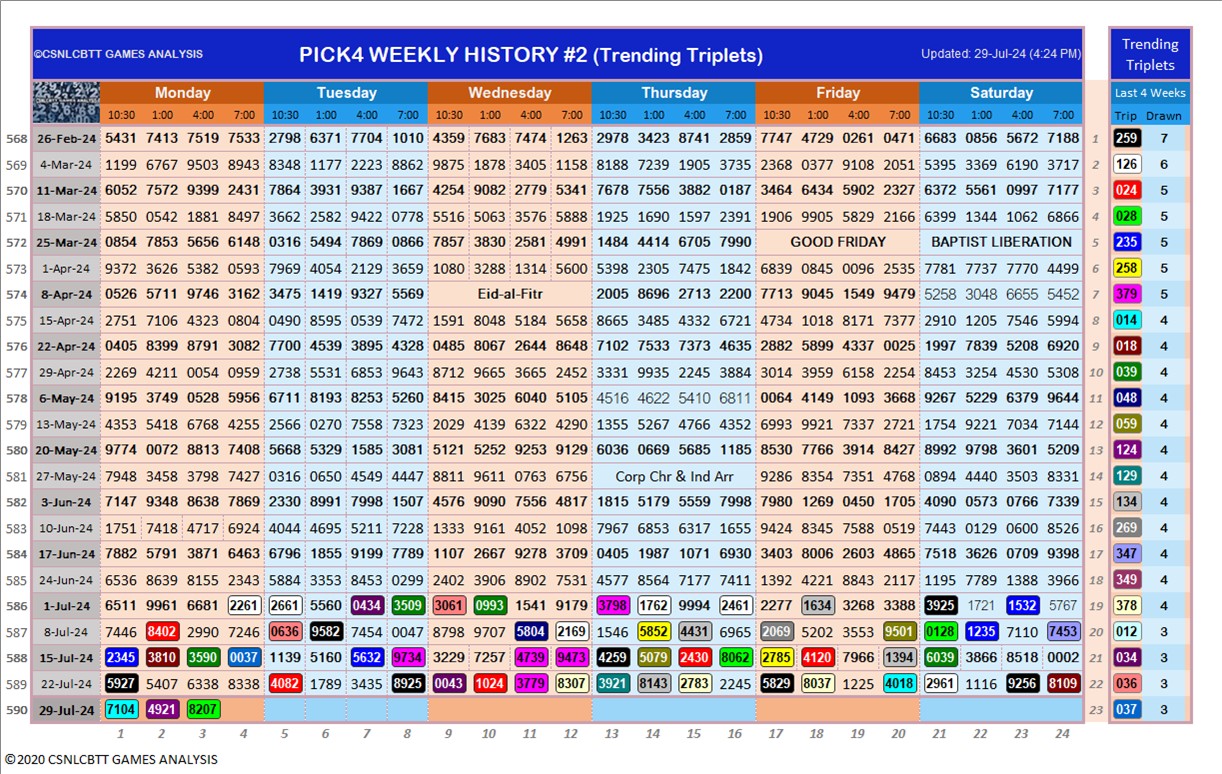 ©CSNLCBTT GAMES ANALYSIS PICK4 WEEKLY HISTORY #2 (Trending Triplets) Updated: 29-Jul-24 (4:24 PM) Trending Triplets
Monday Tuesday Wednesday Thursday Friday Saturday Last 4 Weeks
10:30 1:00 4:00 7:00 10:30 1:00 4:00 7:00 10:30 1:00 4:00 7:00 10:30 1:00 4:00 7:00 10:30 1:00 4:00 7:00 10:30 1:00 4:00 7:00 Trip Drawn
568 26-Feb-24 5431 7413 7519 7533 2798 6371 7704 1010 4359 7683 7474 1263 2978 3423 8741 2859 7747 4729 0261 0471 6683 0856 5672 7188 1 259 7
569 4-Mar-24 1199 6767 9503 8943 8348 1177 2223 8862 9875 1878 3405 1158 8188 7239 1905 3735 2368 0377 9108 2051 5395 3369 6190 3717 2 126 6
570 11-Mar-24 6052 7572 9399 2431 7864 3931 9387 1667 4254 9082 2779 5341 7678 7556 3882 0187 3464 6434 5902 2327 6372 5561 0997 7177 3 024 5
571 18-Mar-24 5850 0542 1881 8497 3662 2582 9422 0778 5516 5063 3576 5888 1925 1690 1597 2391 1906 9905 5829 2166 6399 1344 1062 6866 4 028 5
572 25-Mar-24 0854 7853 5656 6148 0316 5494 7869 0866 7857 3830 2581 4991 1484 4414 6705 7990 GOOD FRIDAY BAPTIST LIBERATION 5 235 5
573 1-Apr-24 9372 3626 5382 0593 7969 4054 2129 3659 1080 3288 1314 5600 5398 2305 7475 1842 6839 0845 0096 2535 7781 7737 7770 4499 6 258 5
574 8-Apr-24 0526 5711 9746 3162 3475 1419 9327 5569 Eid-al-Fitr 2005 8696 2713 2200 7713 9045 1549 9479 5258 3048 6655 5452 7 379 5
575 15-Apr-24 2751 7106 4323 0804 0490 8595 0539 7472 1591 8048 5184 5658 8665 3485 4332 6721 4734 1018 8171 7377 2910 1205 7546 5994 8 014 4
576 22-Apr-24 0405 8399 8791 3082 7700 4539 3895 4328 0485 8067 2644 8648 7102 7533 7373 4635 2882 5899 4337 0025 1997 7839 5208 6920 9 018 4
577 29-Apr-24 2269 4211 0054 0959 2738 5531 6853 9643 8712 9665 3665 2452 3331 9935 2245 3884 3014 3959 6158 2254 8453 3254 4530 5308 10 039 4
578 6-May-24 9195 3749 0528 5956 6711 8193 8253 5260 8415 3025 6040 5105 4516 4622 5410 6811 0064 4149 1093 3668 9267 5229 6379 9644 11 048 4
579 13-May-24 4353 5418 6768 4255 2566 0270 7558 7323 2029 4139 6322 4290 1355 5267 4766 4352 6993 9921 7337 2721 1754 9221 7034 7144 12 059 4
580 20-May-24 9774 0072 8813 7408 5668 5329 1585 3081 5121 5252 9253 9129 6036 0669 5685 1185 8530 7766 3914 8427 8992 9798 3601 5209 13 124 4
581 27-May-24 7948 3458 3798 7427 0316 0650 4549 4447 8811 9611 0763 6756 Corp Chr & Ind Arr 9286 8354 7351 4768 0894 4440 3503 8331 14 129 4
582 3-Jun-24 7147 9348 8638 7869 2330 8991 7998 1507 4576 9090 7556 4817 1815 5179 5559 7998 7980 1269 0450 1705 4090 0573 0766 7339 15 134 4
583 10-Jun-24 1751 7418 4717 6924 4044 4695 5211 7228 1333 9161 4052 1098 7967 6853 6317 1655 9424 8345 7588 0519 7443 0129 0600 8526 16 269 4
584 17-Jun-24 7882 5791 3871 6463 6796 1855 9199 7789 1107 2667 9278 3709 0405 1987 1071 6930 3403 8006 2603 4865 7518 3626 0709 9398 17 347 4
585 24-Jun-24 6536 8639 8155 2343 5884 3353 8453 0299 2402 3906 8902 7531 4577 8564 7177 7411 1392 4221 8843 2117 1195 7789 1388 3966 18 349 4
586 1-Jul-24 6511 9961 6681 2261 2661 5560 0434 3509 3061 0993 1541 9179 3798 1762 9994 2461 2277 1634 3268 3388 3925 1721 1532 5767 19 378 4
587 8-Jul-24 7446 8402 2990 7246 0636 9582 7454 0047 8798 9707 5804 2169 1546 5852 4431 6965 2069 5202 3553 9501 0128 1235 7110 7453 20 012 3
588 15-Jul-24 2345 3810 3590 0037 1139 5160 5632 9734 3229 7257 4739 9473 4259 5079 2430 8062 2785 4120 7966 1394 6039 3866 8518 0002 21 034 3
589 22-Jul-24 5927 5407 6339 8338 4082 1789 3435 8925 0043 1024 3779 8307 3921 8143 2783 2245 5829 8037 1225 4018 2961 1116 9256 8109 22 036 3
590 29-Jul-24 7104 4921 8207 23 037 3
1 2 3 4 5 6 7 8 9 10 11 12 13 14 15 16 17 18 19 20 21 22 23 24
©2020 CSNLCBTT GAMES ANALYSIS